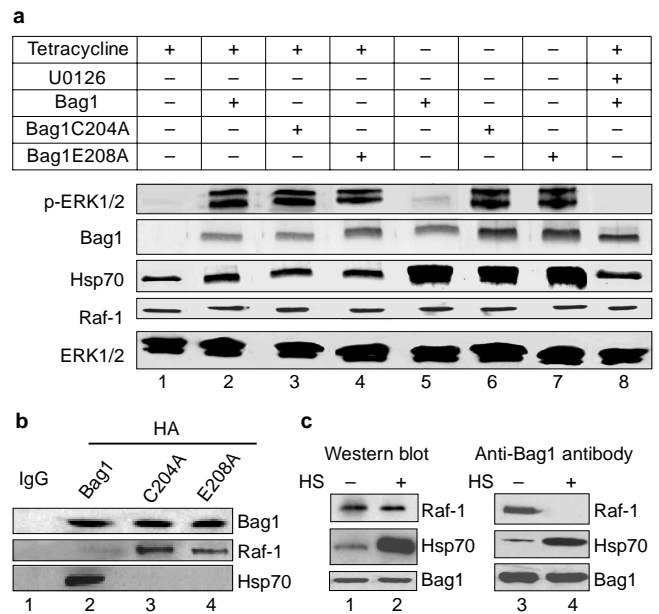 a
Tetracycline + + + + – – – +
U0126 – – – – – – – +
Bag1 – + – – + – – +
Bag1C204A – – + – – + – –
Bag1E208A – – – + – – + –
p-ERK1/2
Bag1
Hsp70
Raf-1
ERK1/2
1 2 3 4 5 6 7 8
b
HA
IgG Bag1 C204A E208A
Bag1
Raf-1
Hsp70
1 2 3 4
c
Western blot Anti-Bag1 antibody
HS – + HS – +
Raf-1 Raf-1
Hsp70 Hsp70
Bag1 Bag1
1 2 3 4